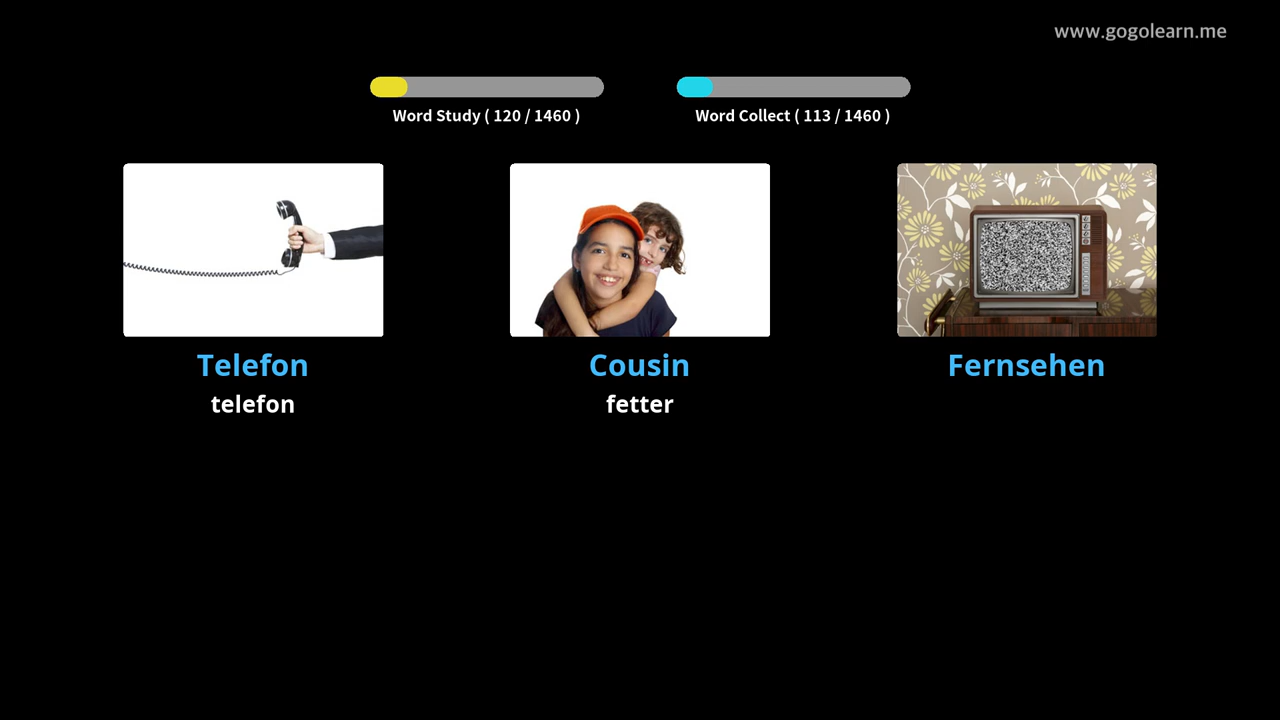 www.gogolearn.me
Word Study ( 120 / 1460 )
Word Collect ( 113 / 1460 )
Telefon
Cousin
Fernsehen
telefon
fetter